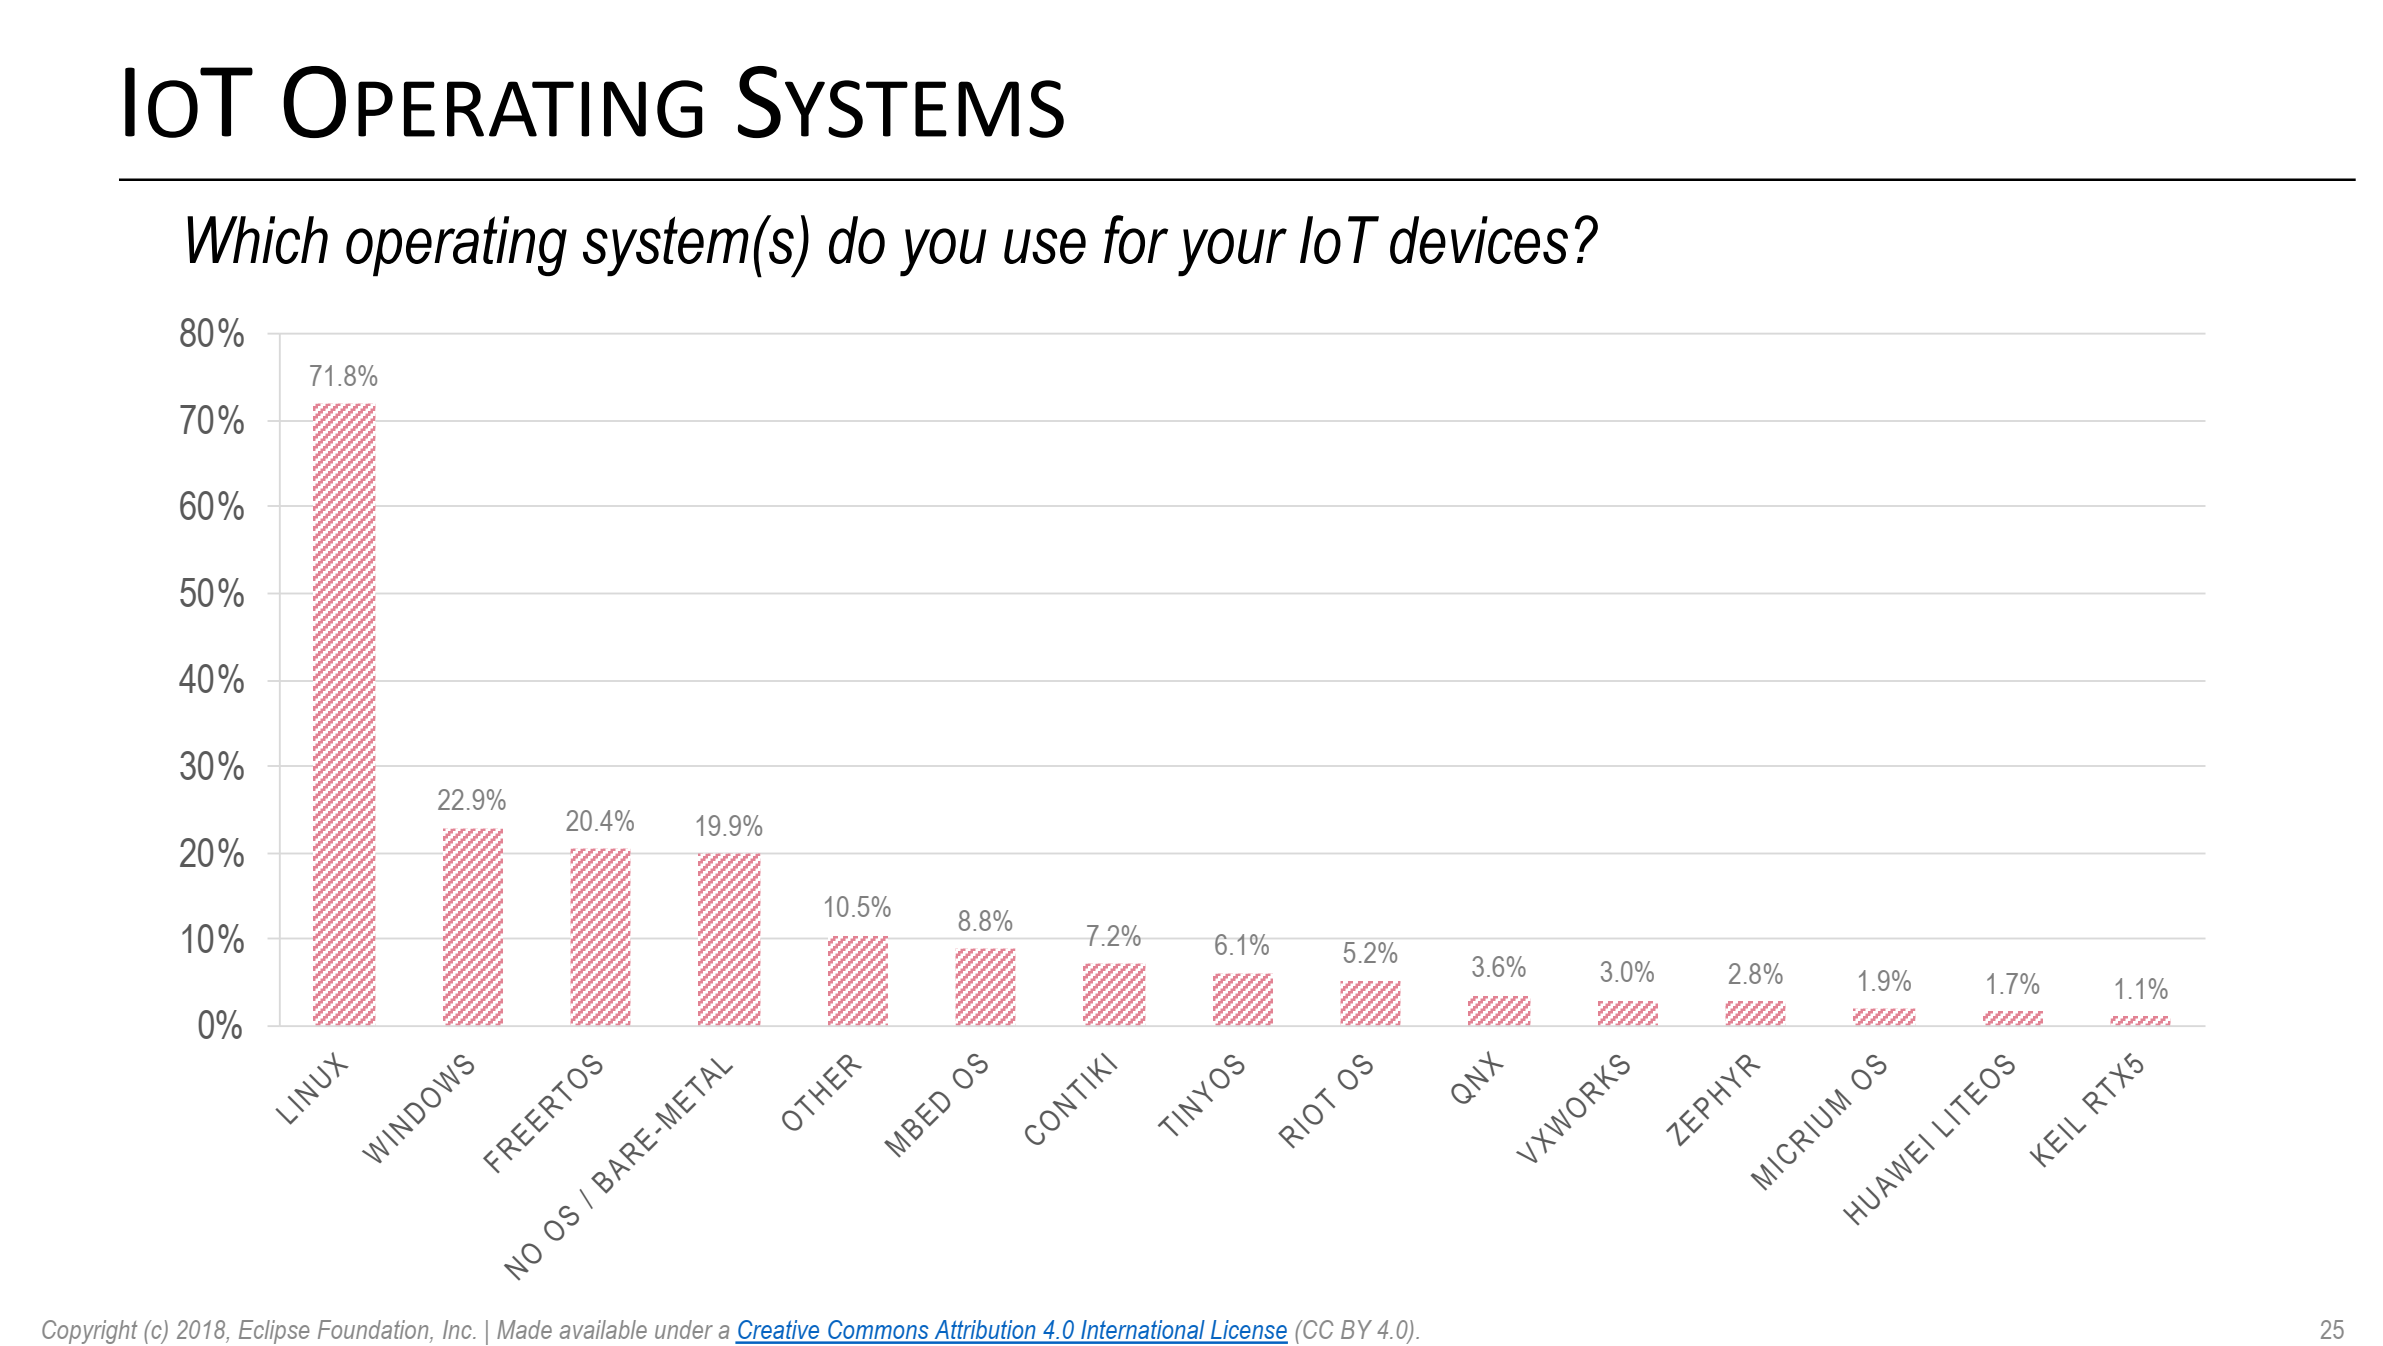 IoT Operating Systems
Which operating system(s) do you use for your IoT devices?
80%
70%
60%
50%
40%
30%
20%
10%
0%
71.8%
22.9%
20.4%
19.9%
10.5%
8.8%
7.2%
6.1%
5.2%
3.6%
3.0%
2.8%
1.9%
1.7%
1.1%
LINUX
WINDOWS
FREERTOS
NO OS / BARE-METAL
OTHER
MBED OS
CONTIKI
TINYOS
RIOT OS
QNX
VXWORKS
ZEPHYR
MICRIUM OS
HUAWEI LITEOS
KEIL RTX5
Copyright (c) 2018, Eclipse Foundation, Inc. | Made available under a Creative Commons Attribution 4.0 International License (CC BY 4.0).
25